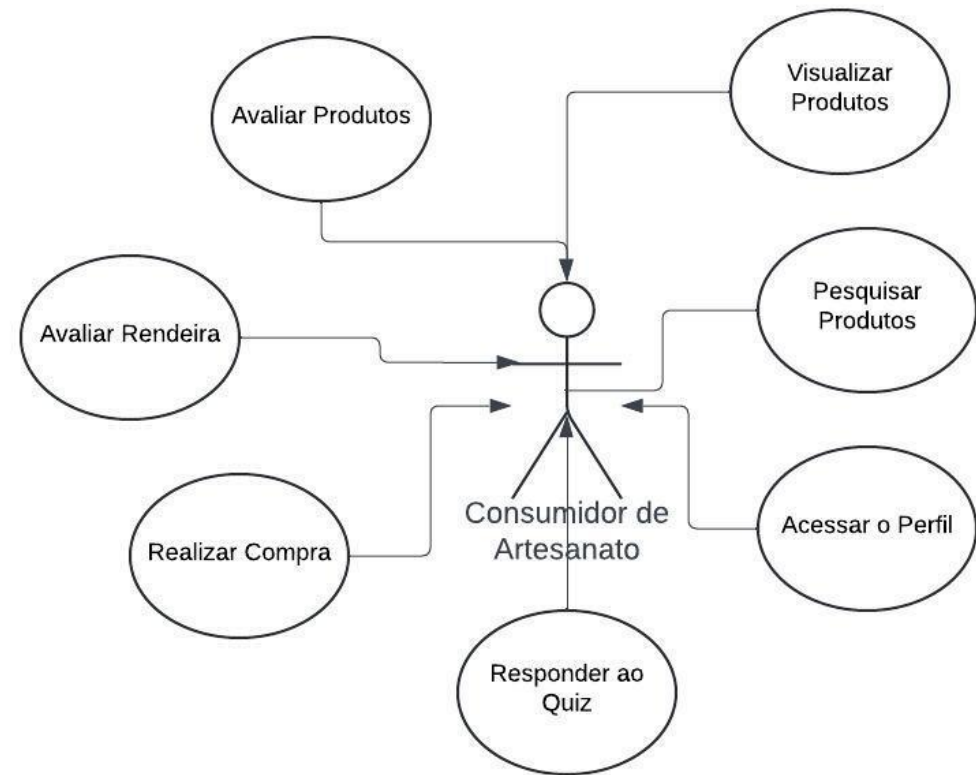 Avaliar Produtos
Visualizar
Produtos
Avaliar Rendeira
Pesquisar
Produtos
Realizar Compra
Consumidor de
Artesanato
Acessar o Perfil
Responder ao
Quiz